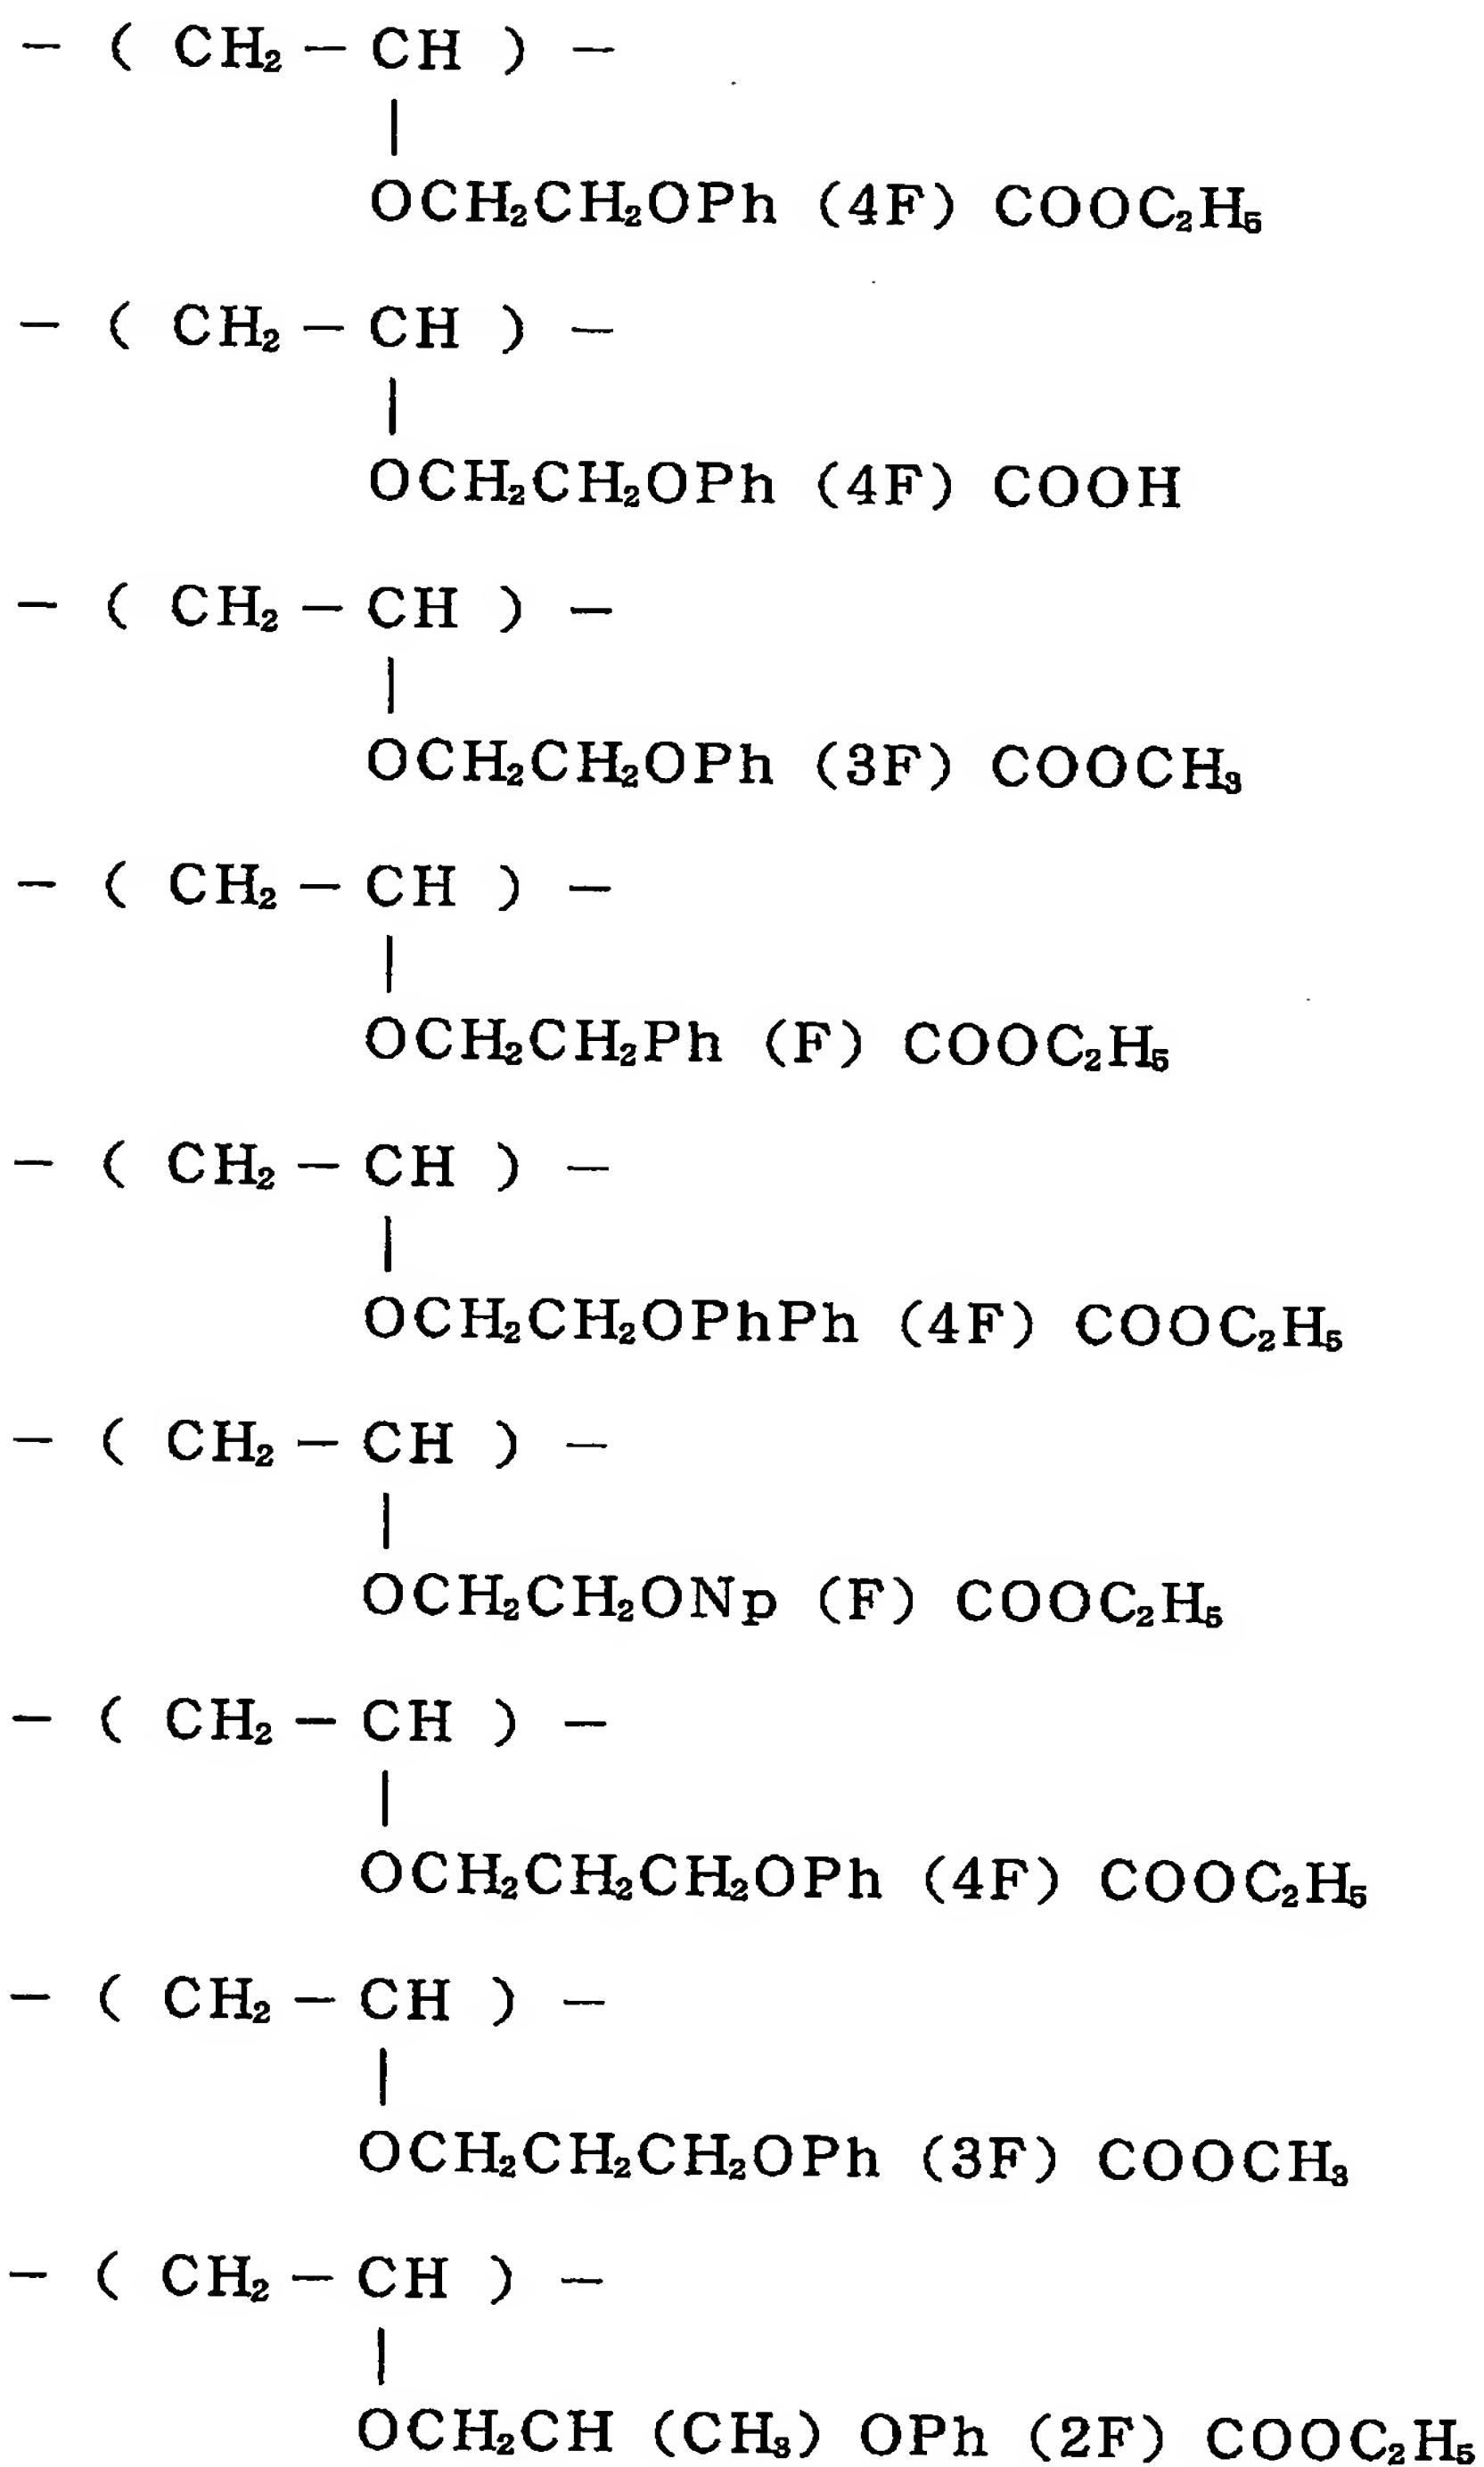 — ( CH₂ — CH ) —
|
OCH₂CH₂OPh (4F) COOC₂H₅
— ( CH₂ — CH ) —
|
OCH₂CH₂OPh (4F) COOH
— ( CH₂ — CH ) —
|
OCH₂CH₂OPh (3F) COOCH₃
— ( CH₂ — CH ) —
|
OCH₂CH₂Ph (F) COOC₂H₅
— ( CH₂ — CH ) —
|
OCH₂CH₂OPhPh (4F) COOC₂H₅
— ( CH₂ — CH ) —
|
OCH₂CH₂ONp (F) COOC₂H₅
— ( CH₂ — CH ) —
|
OCH₂CH₂CH₂OPh (4F) COOC₂H₅
— ( CH₂ — CH ) —
|
OCH₂CH₂CH₂OPh (3F) COOCH₃
— ( CH₂ — CH ) —
|
OCH₂CH (CH₃) OPh (2F) COOC₂H₅